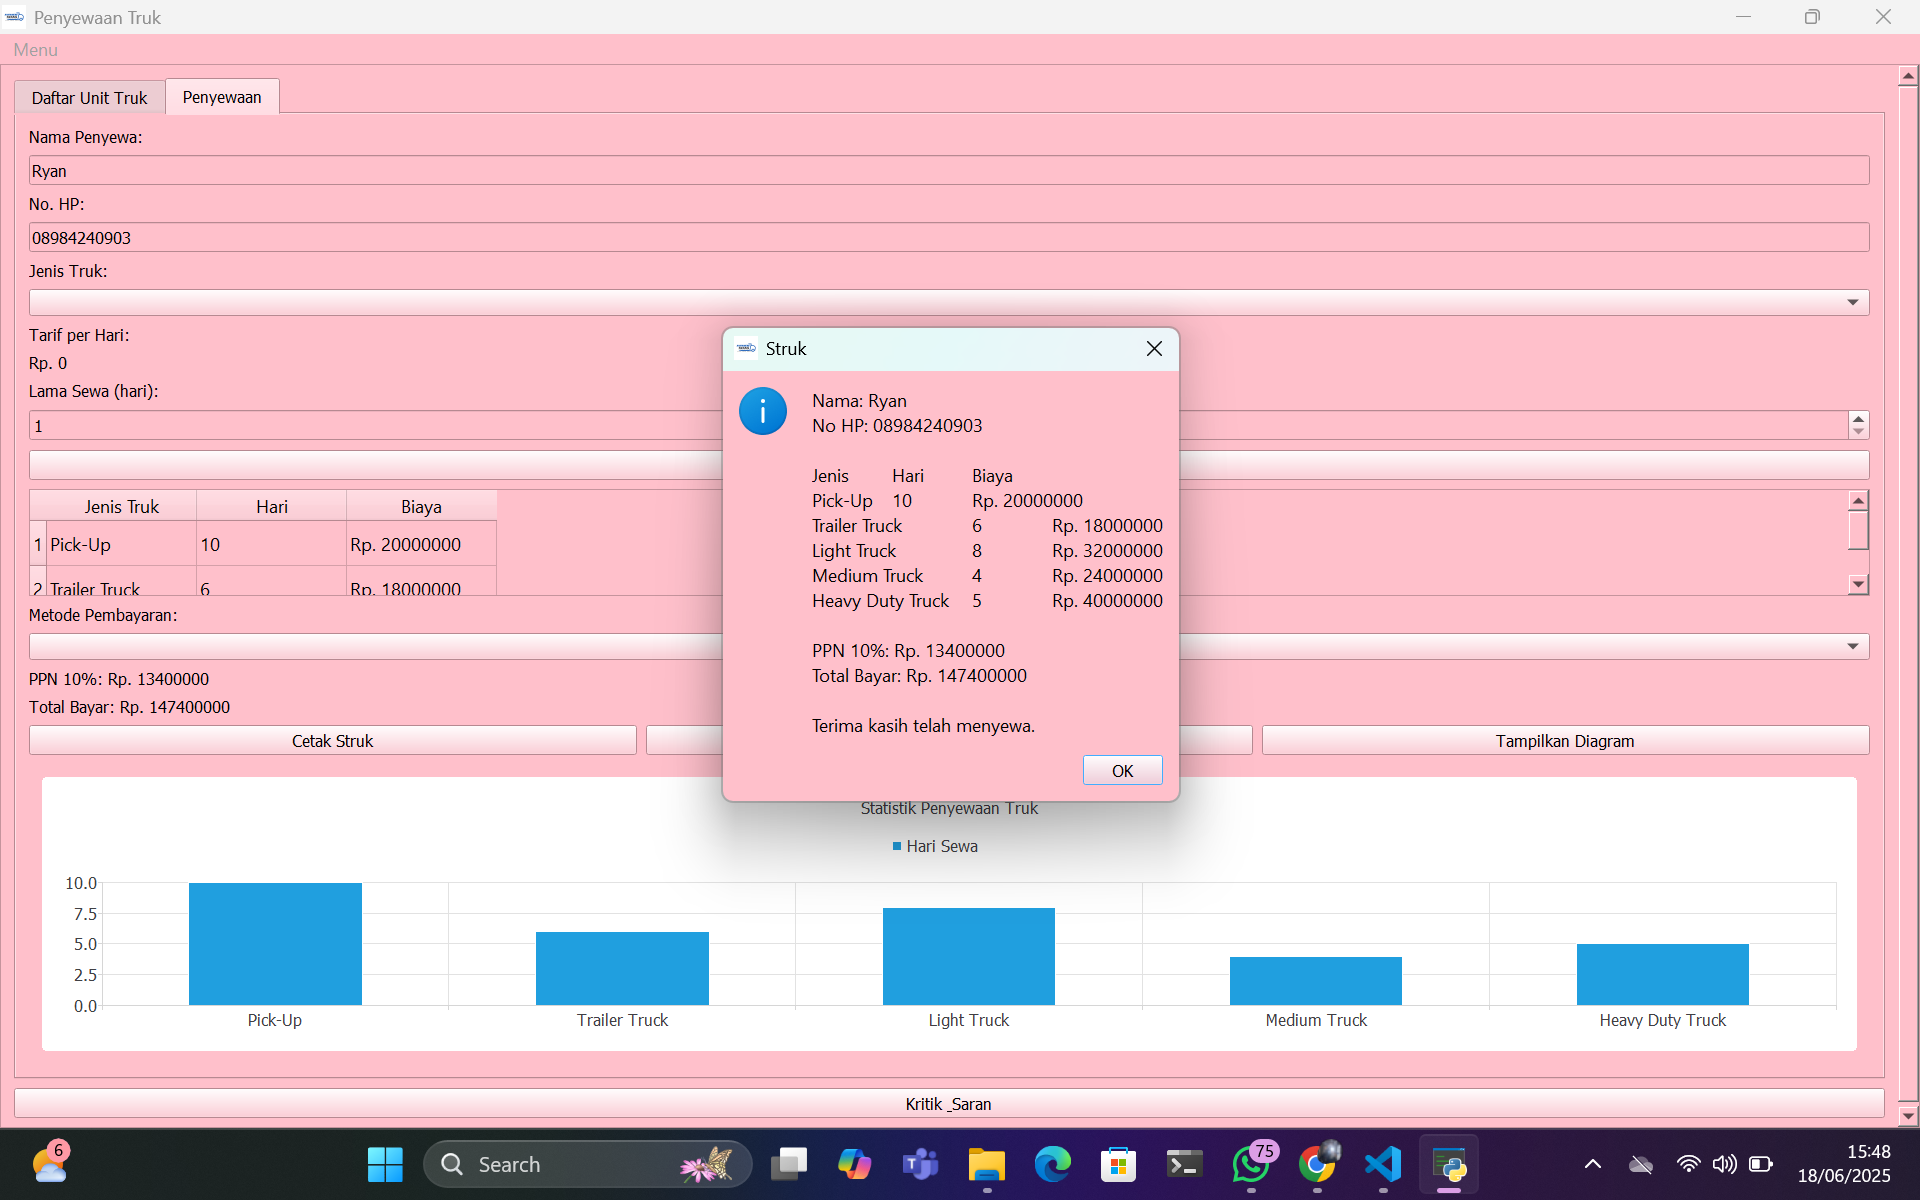 Penyewaan Truk
Menu
Daftar Unit Truk Penyewaan
Nama Penyewa:
Ryan
No. HP:
08984240903
Jenis Truk:
Tarif per Hari:
Rp. 0
Lama Sewa (hari):
1
Jenis Truk Hari Biaya
1 Pick-Up 10 Rp. 20000000
2 Trailer Truck 6 Rp. 18000000
Metode Pembayaran:
PPN 10%: Rp. 13400000
Total Bayar: Rp. 147400000
Cetak Struk Tampilkan Diagram
Struk
Nama: Ryan
No HP: 08984240903
Jenis Hari Biaya
Pick-Up 10 Rp. 20000000
Trailer Truck 6 Rp. 18000000
Light Truck 8 Rp. 32000000
Medium Truck 4 Rp. 24000000
Heavy Duty Truck 5 Rp. 40000000
PPN 10%: Rp. 13400000
Total Bayar: Rp. 147400000
Terima kasih telah menyewa.
OK
Statistik Penyewaan Truk
Hari Sewa
10.0
7.5
5.0
2.5
0.0
Pick-Up Trailer Truck Light Truck Medium Truck Heavy Duty Truck
Kritik _Saran
6
Search
75
15:48
18/06/2025